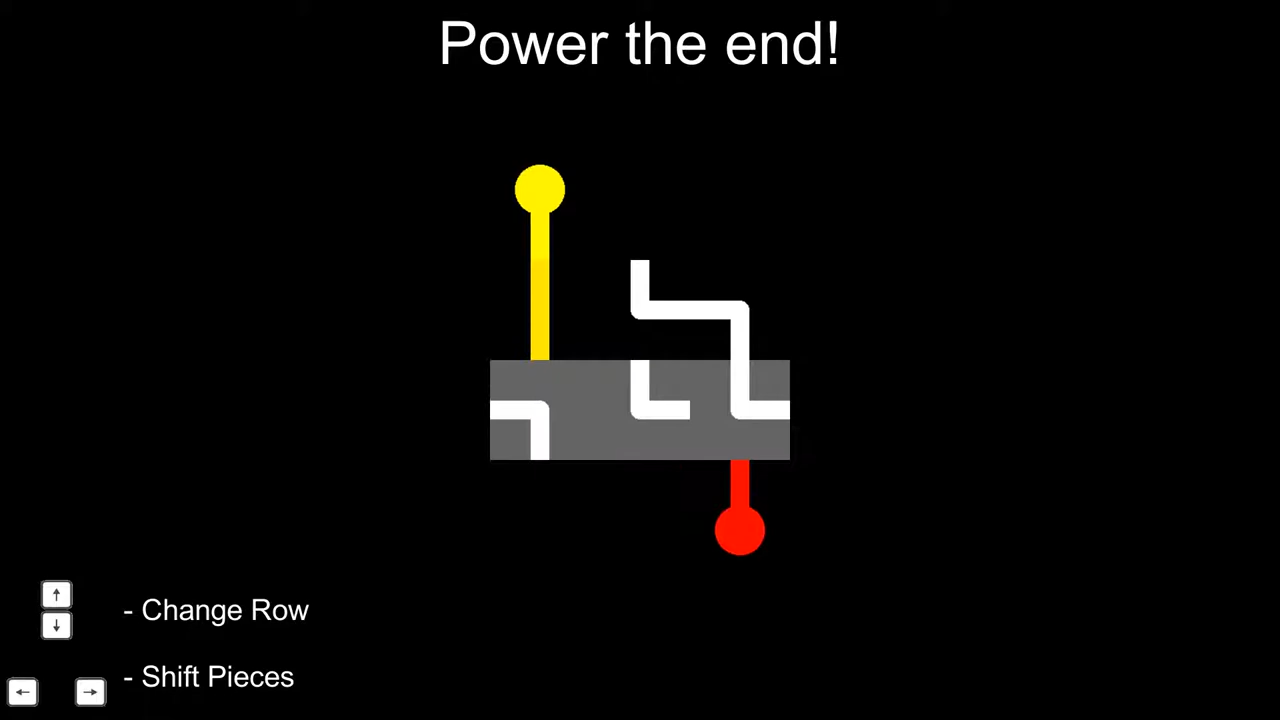 Power the end!
↑
↓
- Change Row
← →
- Shift Pieces